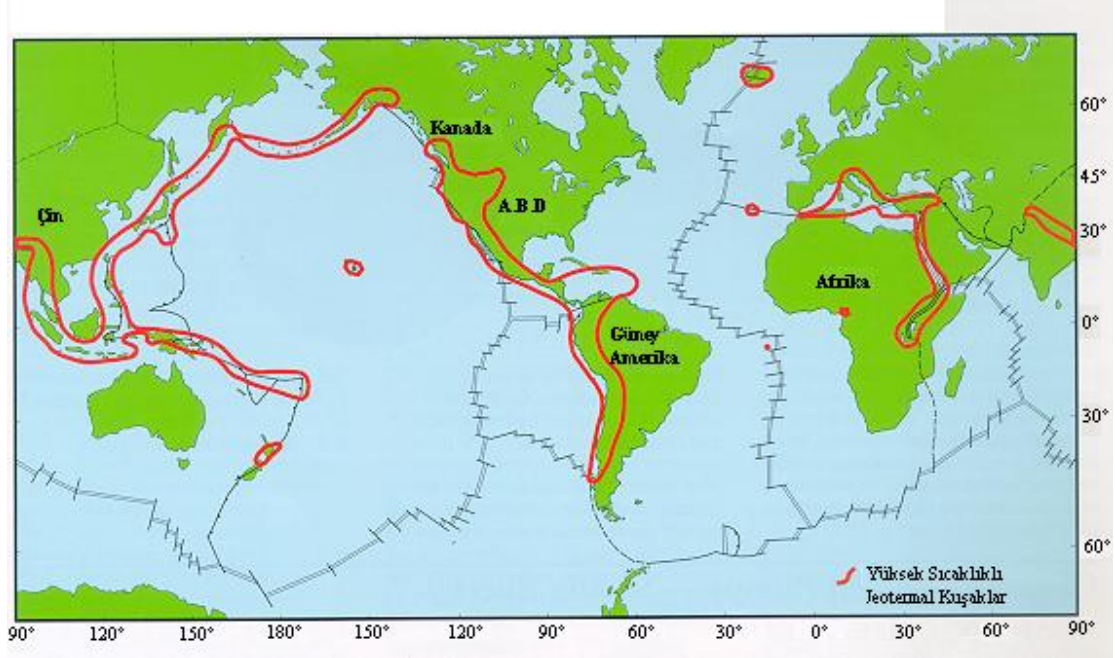 Kanada
Çin
A.B.D
Afrika
Güney
Amerika
60°
45°
30°
0°
30°
60°
Yüksek Sıcaklıklı
Jeotermal Kuşaklar
90° 120° 150° 180° 150° 120° 90° 60° 30° 0° 30° 60° 90°